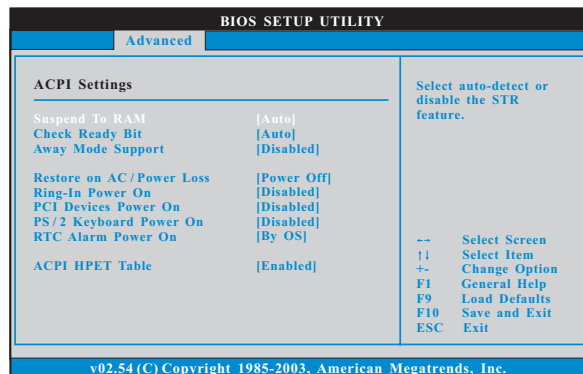 BIOS SETUP UTILITY
Advanced
ACPI Settings
Suspend To RAM [Auto]
Check Ready Bit [Auto]
Away Mode Support [Disabled]
Restore on AC / Power Loss [Power Off]
Ring-In Power On [Disabled]
PCI Devices Power On [Disabled]
PS / 2 Keyboard Power On [Disabled]
RTC Alarm Power On [By OS]
ACPI HPET Table [Enabled]
Select auto-detect or
disable the STR
feature.
←→ Select Screen
↑↓ Select Item
+- Change Option
F1 General Help
F9 Load Defaults
F10 Save and Exit
ESC Exit
v02.54 (C) Copyright 1985-2003, American Megatrends, Inc.